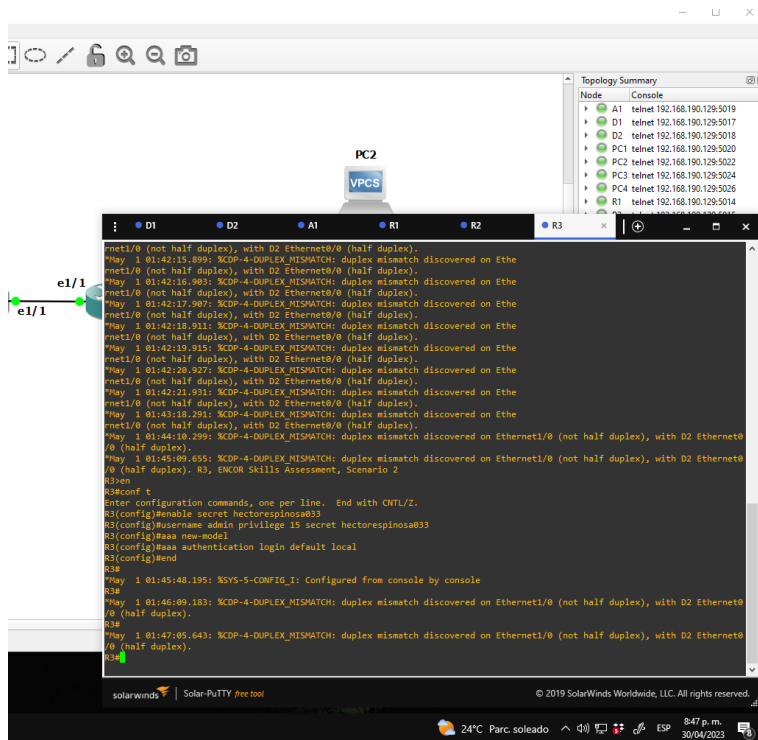 Topology Summary
Node Console
A1 telnet 192.168.190.129:5019
D1 telnet 192.168.190.129:5017
D2 telnet 192.168.190.129:5018
PC1 telnet 192.168.190.129:5020
PC2 telnet 192.168.190.129:5022
PC3 telnet 192.168.190.129:5024
PC4 telnet 192.168.190.129:5026
R1 telnet 192.168.190.129:5014
PC2
VPCS
e1/1
e1/1
D1 D2 A1 R1 R2 R3
rnet1/0 (not half duplex), with D2 Ethernet0/0 (half duplex).
*May 1 01:42:15.899: %CDP-4-DUPLEX_MISMATCH: duplex mismatch discovered on Ethe
rnet1/0 (not half duplex), with D2 Ethernet0/0 (half duplex).
*May 1 01:42:16.903: %CDP-4-DUPLEX_MISMATCH: duplex mismatch discovered on Ethe
rnet1/0 (not half duplex), with D2 Ethernet0/0 (half duplex).
*May 1 01:42:17.907: %CDP-4-DUPLEX_MISMATCH: duplex mismatch discovered on Ethe
rnet1/0 (not half duplex), with D2 Ethernet0/0 (half duplex).
*May 1 01:42:18.911: %CDP-4-DUPLEX_MISMATCH: duplex mismatch discovered on Ethe
rnet1/0 (not half duplex), with D2 Ethernet0/0 (half duplex).
*May 1 01:42:19.915: %CDP-4-DUPLEX_MISMATCH: duplex mismatch discovered on Ethe
rnet1/0 (not half duplex), with D2 Ethernet0/0 (half duplex).
*May 1 01:42:20.927: %CDP-4-DUPLEX_MISMATCH: duplex mismatch discovered on Ethe
rnet1/0 (not half duplex), with D2 Ethernet0/0 (half duplex).
*May 1 01:42:21.931: %CDP-4-DUPLEX_MISMATCH: duplex mismatch discovered on Ethe
rnet1/0 (not half duplex), with D2 Ethernet0/0 (half duplex).
*May 1 01:43:18.291: %CDP-4-DUPLEX_MISMATCH: duplex mismatch discovered on Ethe
rnet1/0 (not half duplex), with D2 Ethernet0/0 (half duplex).
*May 1 01:44:10.299: %CDP-4-DUPLEX_MISMATCH: duplex mismatch discovered on Ethernet1/0 (not half duplex), with D2 Ethernet0
/0 (half duplex).
*May 1 01:45:09.655: %CDP-4-DUPLEX_MISMATCH: duplex mismatch discovered on Ethernet1/0 (not half duplex), with D2 Ethernet0
/0 (half duplex). R3, ENCOR Skills Assessment, Scenario 2
R3>en
R3#conf t
Enter configuration commands, one per line. End with CNTL/Z.
R3(config)#enable secret hectorespinosa033
R3(config)#username admin privilege 15 secret hectorespinosa033
R3(config)#aaa new-model
R3(config)#aaa authentication login default local
R3(config)#end
R3#
*May 1 01:45:48.195: %SYS-5-CONFIG_I: Configured from console by console
R3#
*May 1 01:46:09.183: %CDP-4-DUPLEX_MISMATCH: duplex mismatch discovered on Ethernet1/0 (not half duplex), with D2 Ethernet0
/0 (half duplex).
R3#
*May 1 01:47:05.643: %CDP-4-DUPLEX_MISMATCH: duplex mismatch discovered on Ethernet1/0 (not half duplex), with D2 Ethernet0
/0 (half duplex).
R3#
solarwinds Solar-PuTTY free tool © 2019 SolarWinds Worldwide, LLC. All rights reserved.
24°C Parc. soleado ESP 8:47 p. m.
30/04/2023